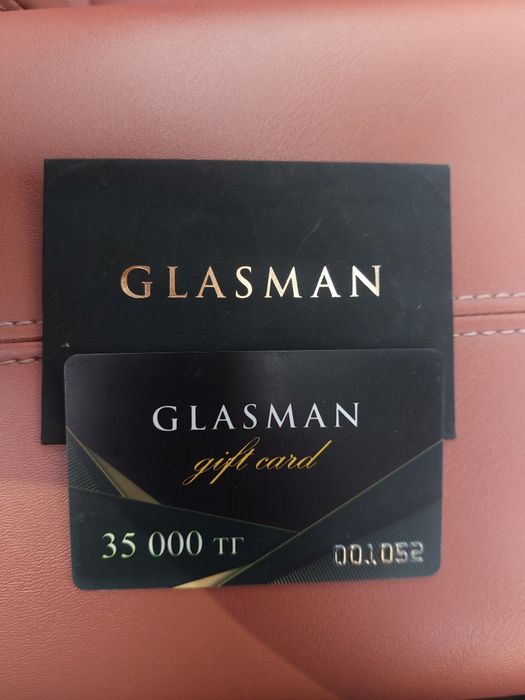 GLASMAN
GLASMAN
gift card
35 000 тг
001052